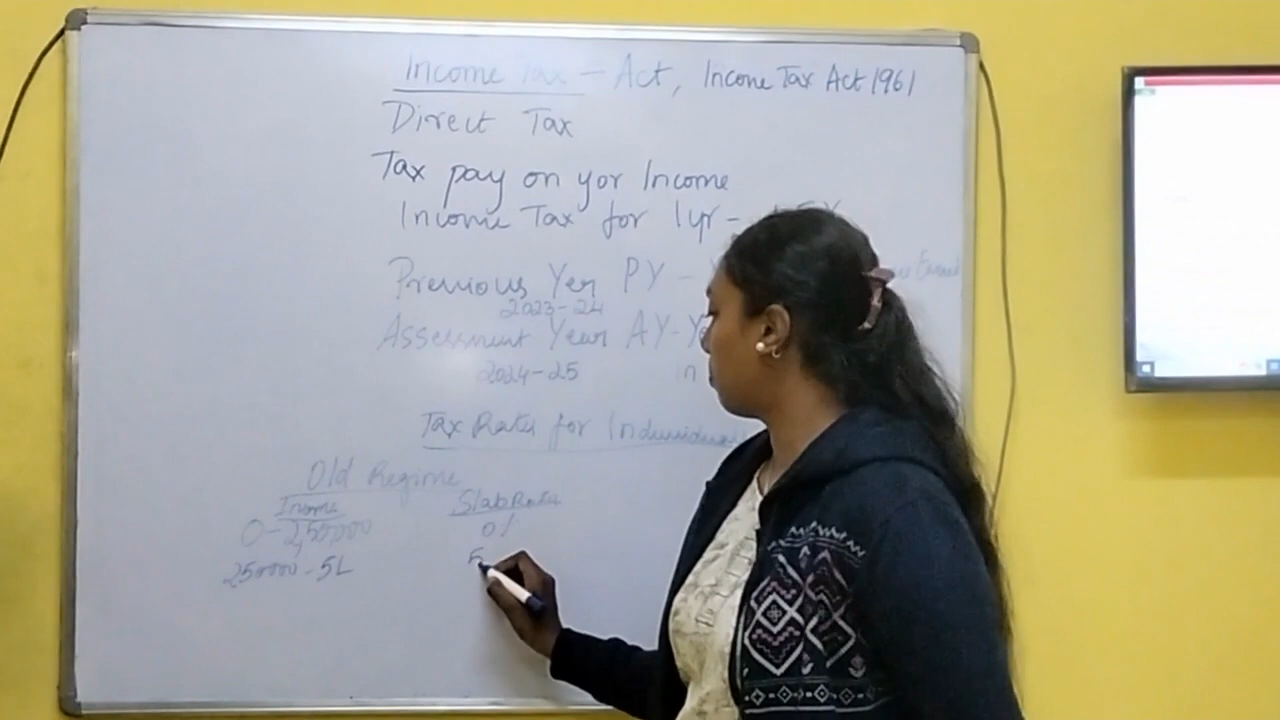 Income Tax - Act, Income Tax Act 1961
Direct Tax
Tax pay on yor Income
Income Tax for 1yr -
Previous Year PY -
2023-24
Assessment Year AY -
2024-25 in
Tax Rates for
Old Regime
Income Slab Rates
0-2,50,000 0%
250000 - 5L 5